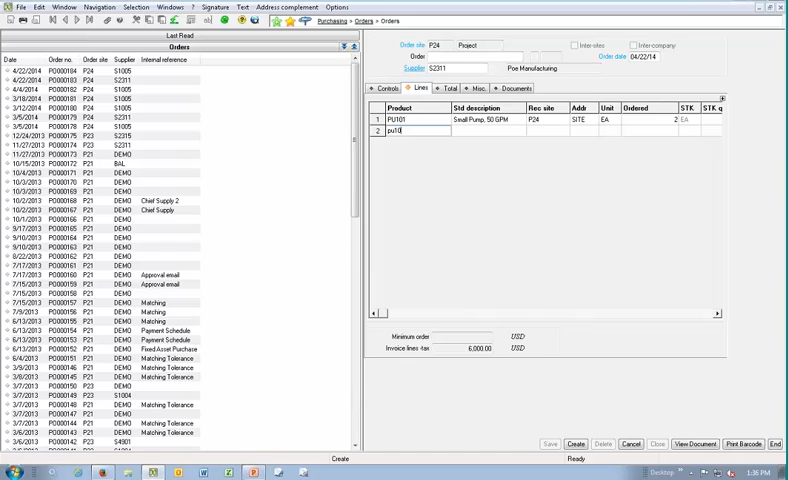 File Edit Window Navigation Selection Windows ? Signature Text Address complement Options
Purchasing > Orders > Orders
Last Read
Orders
Date Order no. Order site Supplier Internal reference
4/22/2014 PO000184 P24 S1005
4/22/2014 PO000183 P24 S2311
4/4/2014 PO000182 P24 S1005
3/18/2014 PO000181 P24 S1005
3/12/2014 PO000180 P24 S1005
3/5/2014 PO000179 P24 S2311
3/5/2014 PO000178 P24 S1005
12/24/2013 PO000175 P23 S2315
11/27/2013 PO000174 P23 S2311
11/27/2013 PO000173 P21 DEMO
10/15/2013 PO000172 P21 BAL
10/4/2013 PO000171 P21 DEMO
10/3/2013 PO000170 P21 DEMO
10/3/2013 PO000169 P21 DEMO
10/2/2013 PO000168 P21 DEMO Chief Supply 2
10/2/2013 PO000167 P21 DEMO Chief Supply
10/1/2013 PO000166 P21 DEMO
9/17/2013 PO000165 P21 DEMO
9/10/2013 PO000164 P21 DEMO
9/10/2013 PO000163 P21 DEMO
8/22/2013 PO000162 P21 DEMO
7/17/2013 PO000161 P21 DEMO
7/17/2013 PO000160 P21 DEMO Approval email
7/15/2013 PO000159 P21 DEMO Approval email
7/15/2013 PO000158 P21 DEMO
7/15/2013 PO000157 P21 DEMO Matching
7/9/2013 PO000156 P21 DEMO Matching
6/13/2013 PO000155 P21 DEMO Matching
6/13/2013 PO000154 P21 DEMO Payment Schedule
6/13/2013 PO000153 P21 DEMO Payment Schedule
6/13/2013 PO000152 P21 DEMO Fixed Asset Purchase
6/4/2013 PO000151 P21 DEMO Matching Tolerance
3/9/2013 PO000146 P21 DEMO Matching Tolerance
3/8/2013 PO000145 P21 DEMO Matching Tolerance
3/7/2013 PO000150 P23 DEMO
3/7/2013 PO000149 P23 S1004
3/7/2013 PO000148 P21 DEMO Matching Tolerance
3/7/2013 PO000147 P21 DEMO
3/7/2013 PO000144 P21 DEMO Matching Tolerance
3/6/2013 PO000143 P21 DEMO Matching Tolerance
3/6/2013 PO000142 P23 S4901
Order site P24 Project Inter-sites Inter-company
Order Order date 04/22/14
Supplier S2311 Poe Manufacturing
Controls Lines Total Misc. Documents
Product Std description Rec site Addr Unit Ordered STK STK q
1 PU101 Small Pump, 50 GPM P24 SITE EA 2 EA
2 pu10
Minimum order USD
Invoice lines -tax 6,000.00 USD
Save Create Delete Cancel Close View Document Print Barcode End
Create Ready
Desktop 1:36 PM